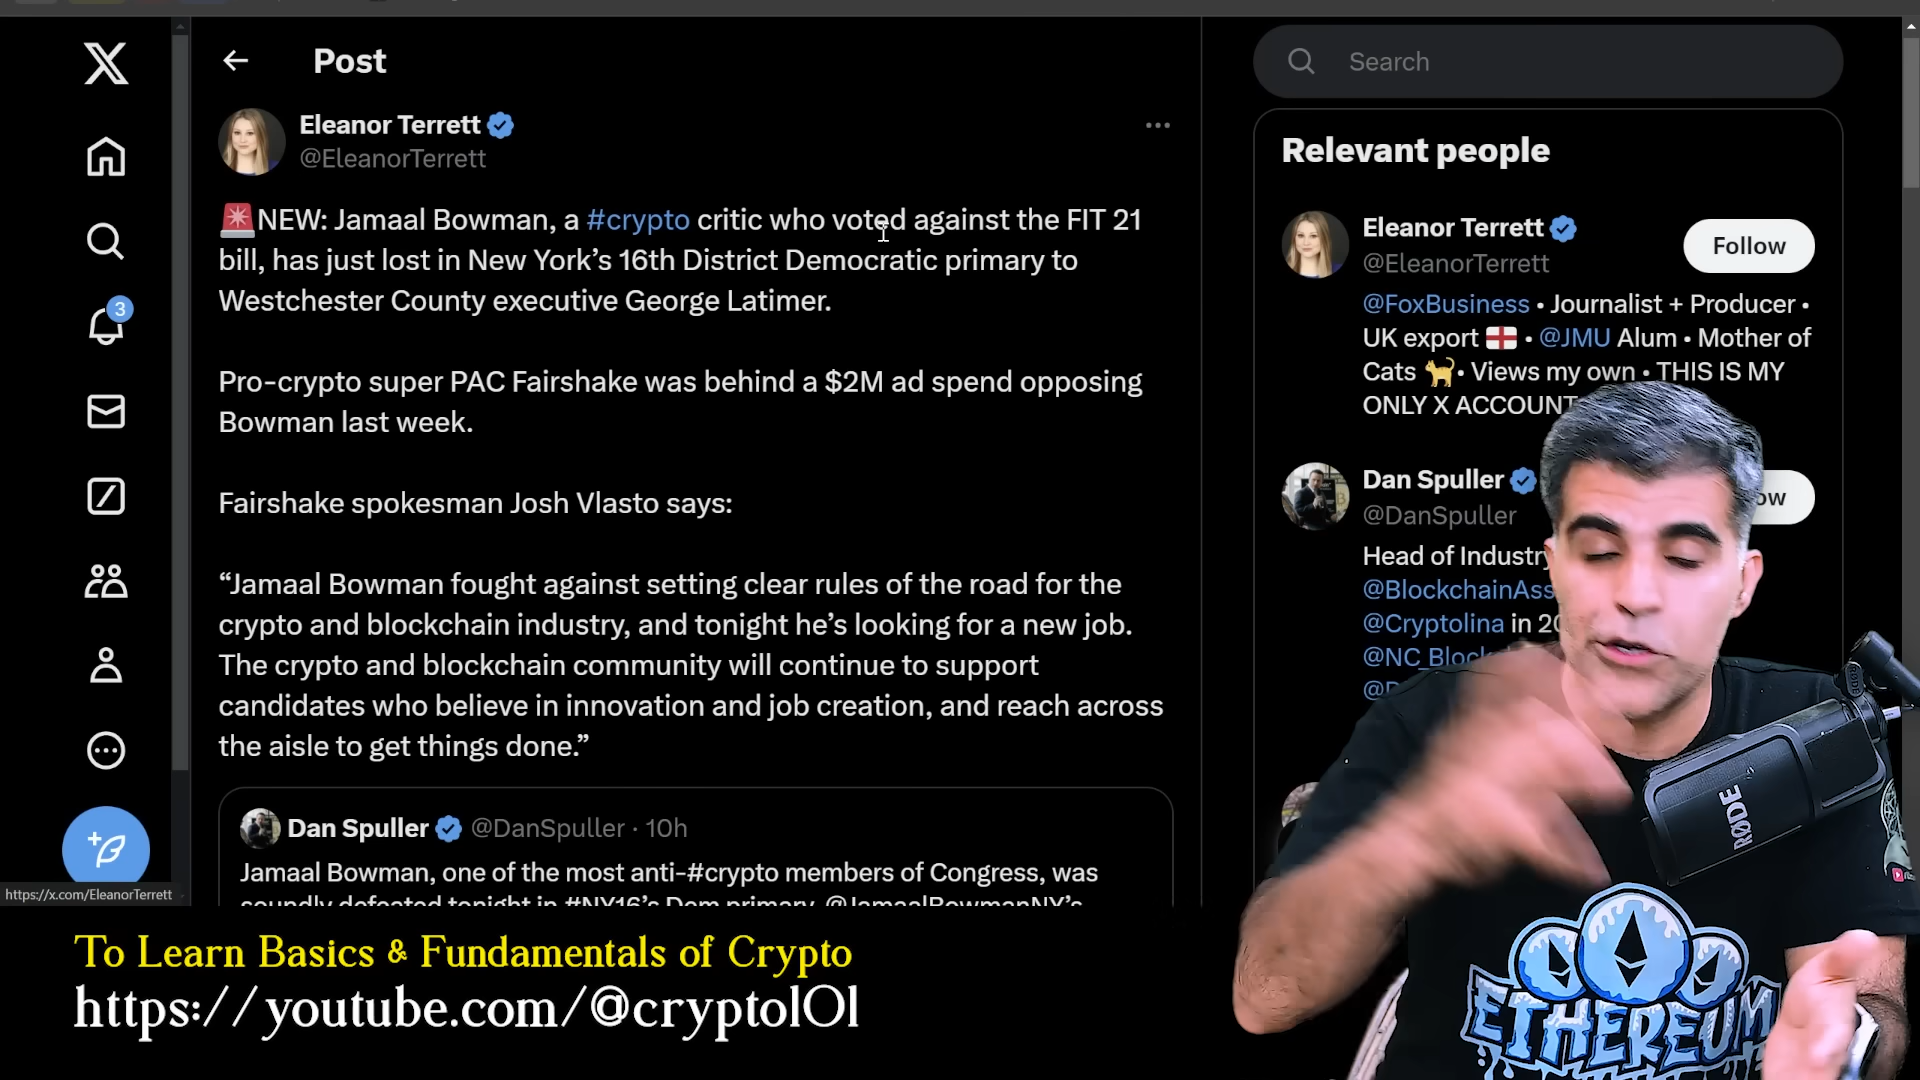 Post
Search
Eleanor Terrett
@EleanorTerrett
NEW: Jamaal Bowman, a #crypto critic who voted against the FIT 21
bill, has just lost in New York’s 16th District Democratic primary to
Westchester County executive George Latimer.
Pro-crypto super PAC Fairshake was behind a $2M ad spend opposing
Bowman last week.
Fairshake spokesman Josh Vlasto says:
“Jamaal Bowman fought against setting clear rules of the road for the
crypto and blockchain industry, and tonight he’s looking for a new job.
The crypto and blockchain community will continue to support
candidates who believe in innovation and job creation, and reach across
the aisle to get things done.”
Dan Spuller @DanSpuller · 10h
Jamaal Bowman, one of the most anti-#crypto members of Congress, was
soundly defeated tonight in #NY16’s Dem primary. @JamaalBowmanNY’s
3
https://x.com/EleanorTerrett
Relevant people
Eleanor Terrett
@EleanorTerrett
Follow
@FoxBusiness • Journalist + Producer •
UK export • @JMU Alum • Mother of
Cats • Views my own • THIS IS MY
ONLY X ACCOUNT
Dan Spuller
@DanSpuller
Head of Industry
@BlockchainAss
@Cryptolina in 20
@NC_Block
RØDE
ETHEREUM
To Learn Basics & Fundamentals of Crypto
https://youtube.com/@crypto101